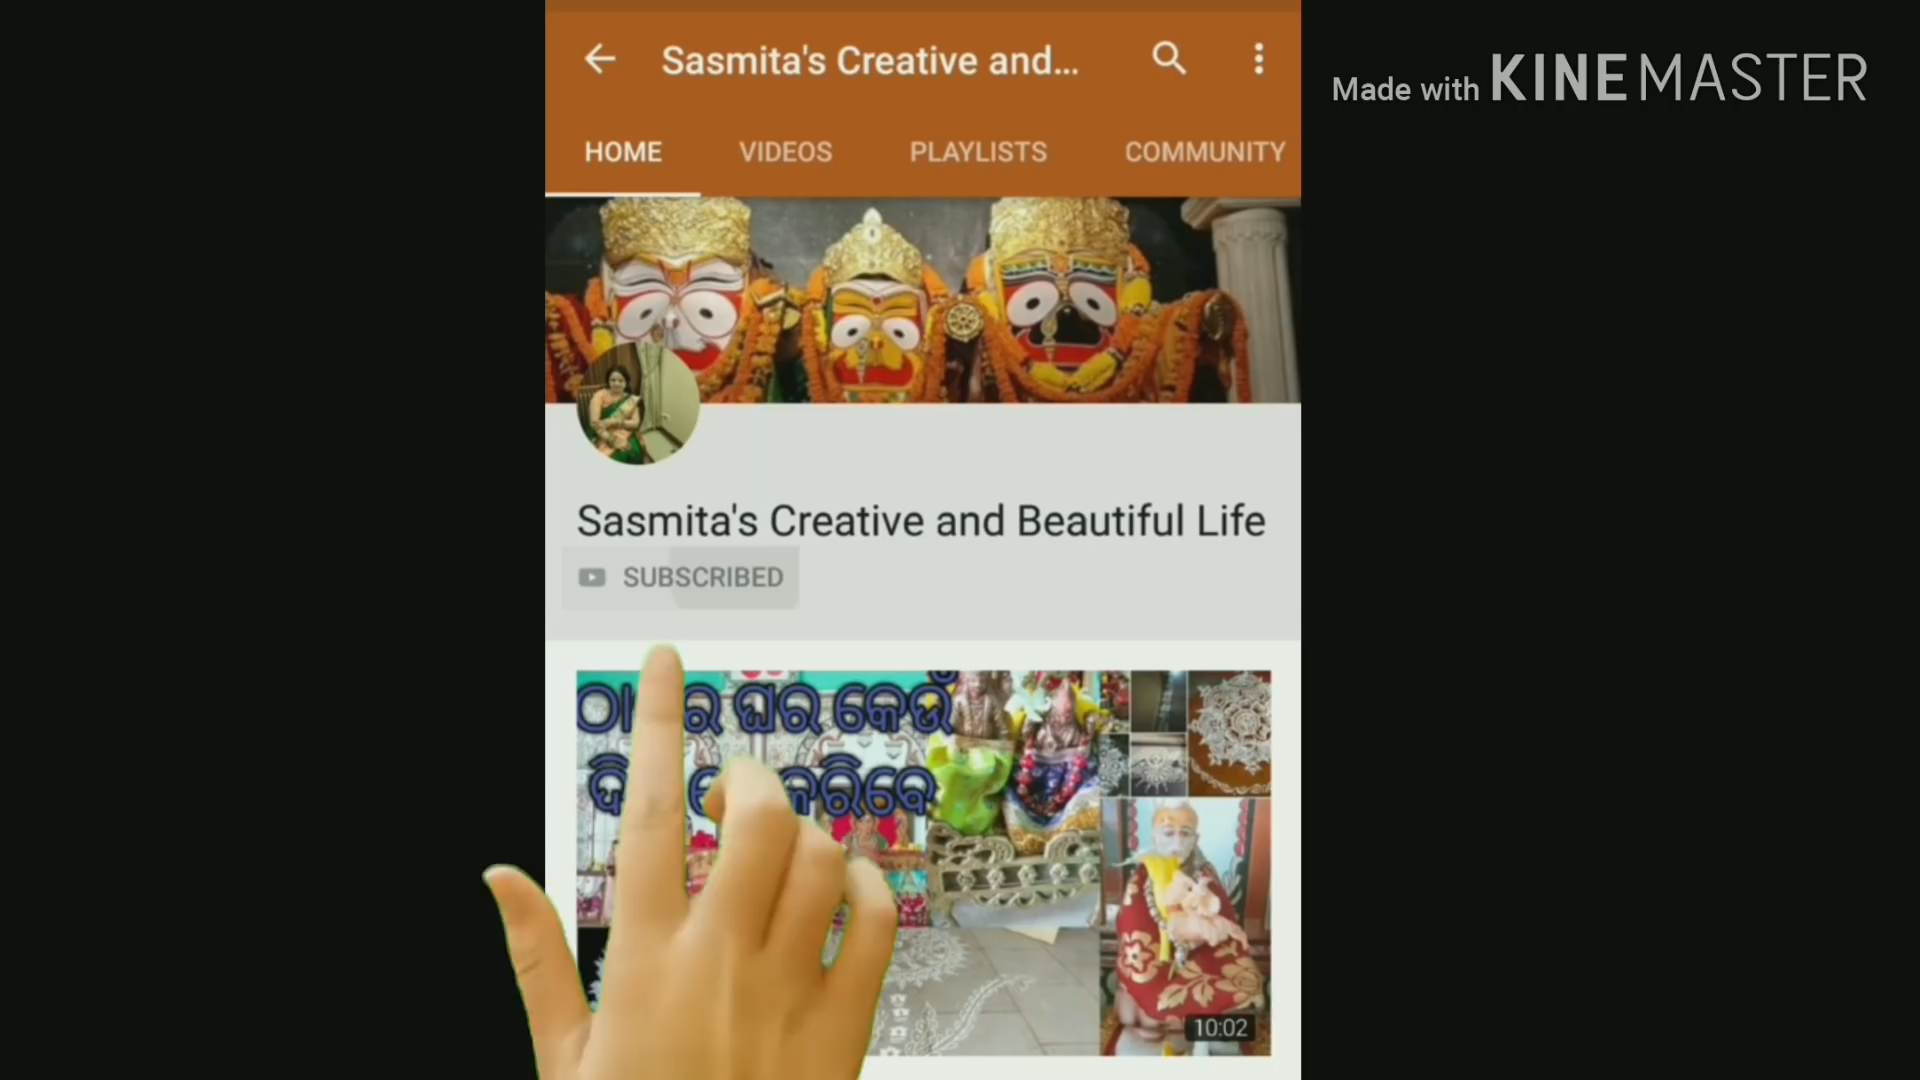 Sasmita's Creative and...
Made with KINEMASTER
HOME VIDEOS PLAYLISTS COMMUNITY
Sasmita's Creative and Beautiful Life
SUBSCRIBED
ଘର କେଉଁ
କରିବେ
10:02